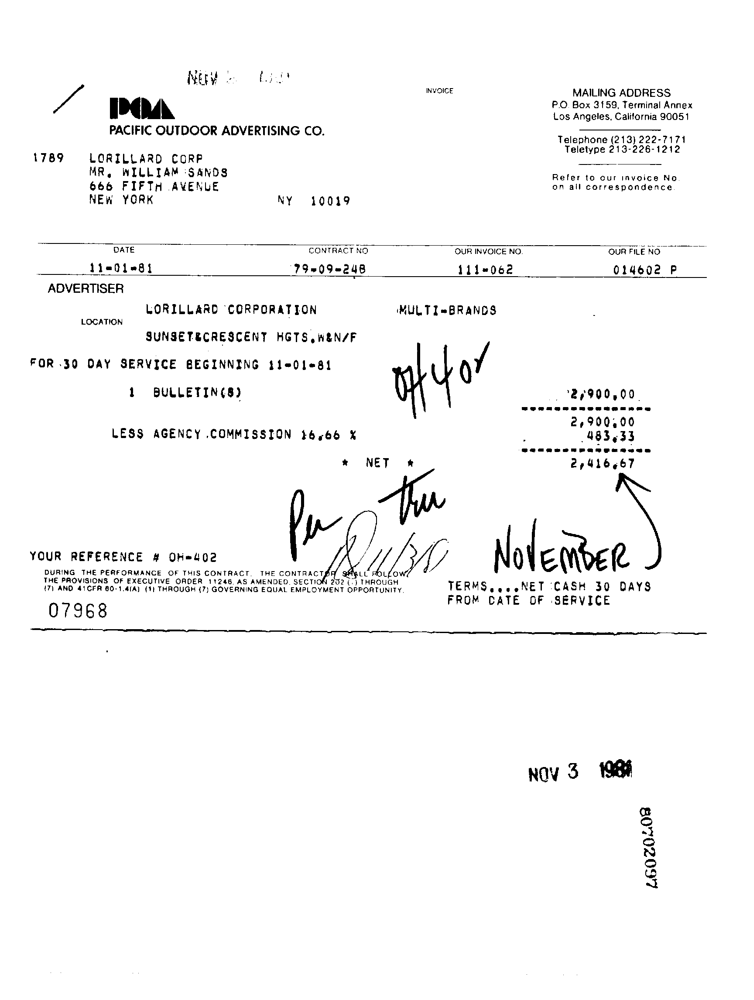 NOV
INVOICE
POA
PACIFIC OUTDOOR ADVERTISING CO.
MAILING ADDRESS
P.O. Box 3159, Terminal Annex
Los Angeles, California 90051
Telephone (213) 222-7171
Teletype 213-226-1212
Refer to our invoice No.
on all correspondence.
1789 LORILLARD CORP
MR. WILLIAM SANDS
666 FIFTH AVENUE
NEW YORK NY 10019
DATE CONTRACT NO OUR INVOICE NO. OUR FILE NO
11-01-81 79-09-248 111-062 014602 P
ADVERTISER
LORILLARD CORPORATION MULTI-BRANDS
LOCATION
SUNSET&CRESCENT HGTS.W&N/F
FOR 30 DAY SERVICE BEGINNING 11-01-81
1 BULLETIN(S) 2,900.00
2,900.00
LESS AGENCY COMMISSION 16.66 % 483.33
* NET * 2,416.67
NOVEMBER
11/3/81
YOUR REFERENCE # OH-402
DURING THE PERFORMANCE OF THIS CONTRACT, THE CONTRACTOR SHALL FOLLOW
THE PROVISIONS OF EXECUTIVE ORDER 11246, AS AMENDED, SECTION 202 (1) THROUGH
(7) AND 41CFR 60-1.4(A) (1) THROUGH (7) GOVERNING EQUAL EMPLOYMENT OPPORTUNITY.
TERMS....NET CASH 30 DAYS
FROM DATE OF SERVICE
07968
NOV 3 1981
80702097